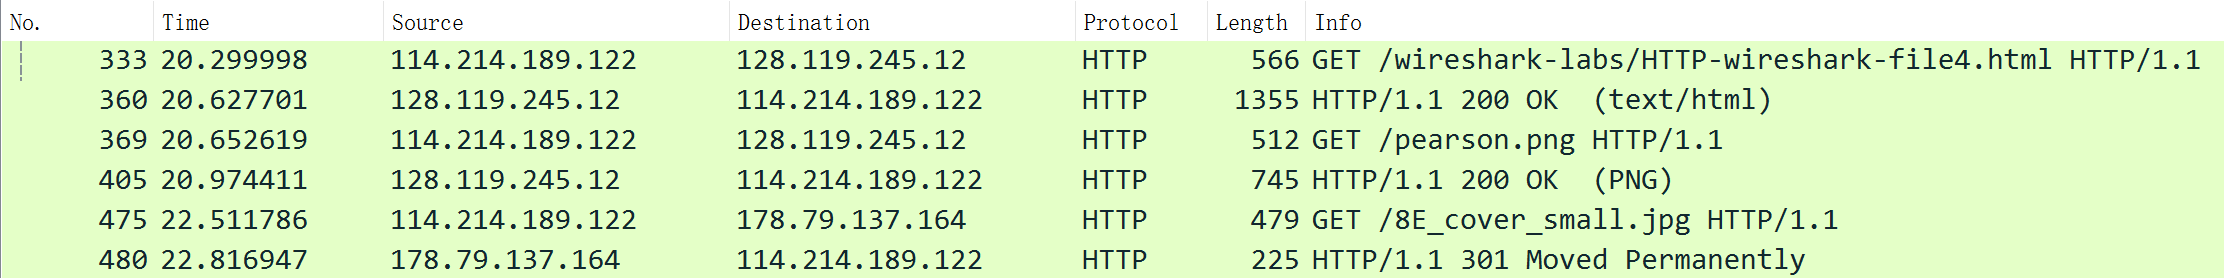 No. Time Source Destination Protocol Length Info
333 20.299998 114.214.189.122 128.119.245.12 HTTP 566 GET /wireshark-labs/HTTP-wireshark-file4.html HTTP/1.1
360 20.627701 128.119.245.12 114.214.189.122 HTTP 1355 HTTP/1.1 200 OK (text/html)
369 20.652619 114.214.189.122 128.119.245.12 HTTP 512 GET /pearson.png HTTP/1.1
405 20.974411 128.119.245.12 114.214.189.122 HTTP 745 HTTP/1.1 200 OK (PNG)
475 22.511786 114.214.189.122 178.79.137.164 HTTP 479 GET /8E_cover_small.jpg HTTP/1.1
480 22.816947 178.79.137.164 114.214.189.122 HTTP 225 HTTP/1.1 301 Moved Permanently